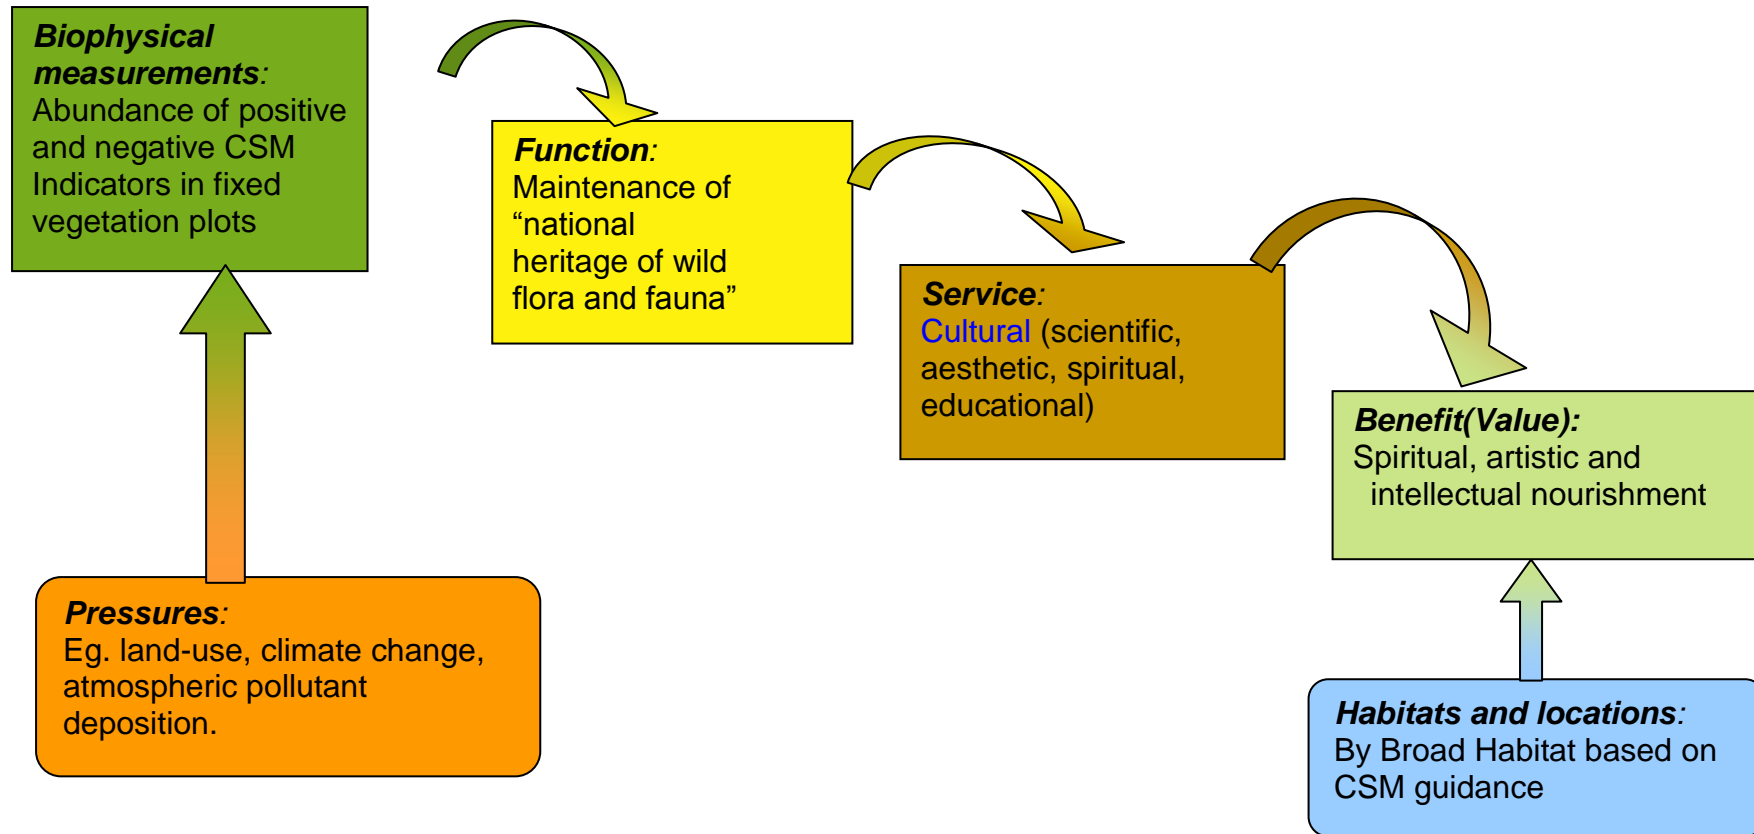 Biophysical
measurements:
Abundance of positive
and negative CSM
Indicators in fixed
vegetation plots
Function:
Maintenance of
“national
heritage of wild
flora and fauna”
Service:
Cultural (scientific,
aesthetic, spiritual,
educational)
Benefit(Value):
Spiritual, artistic and
intellectual nourishment
Pressures:
Eg. land-use, climate change,
atmospheric pollutant
deposition.
Habitats and locations:
By Broad Habitat based on
CSM guidance